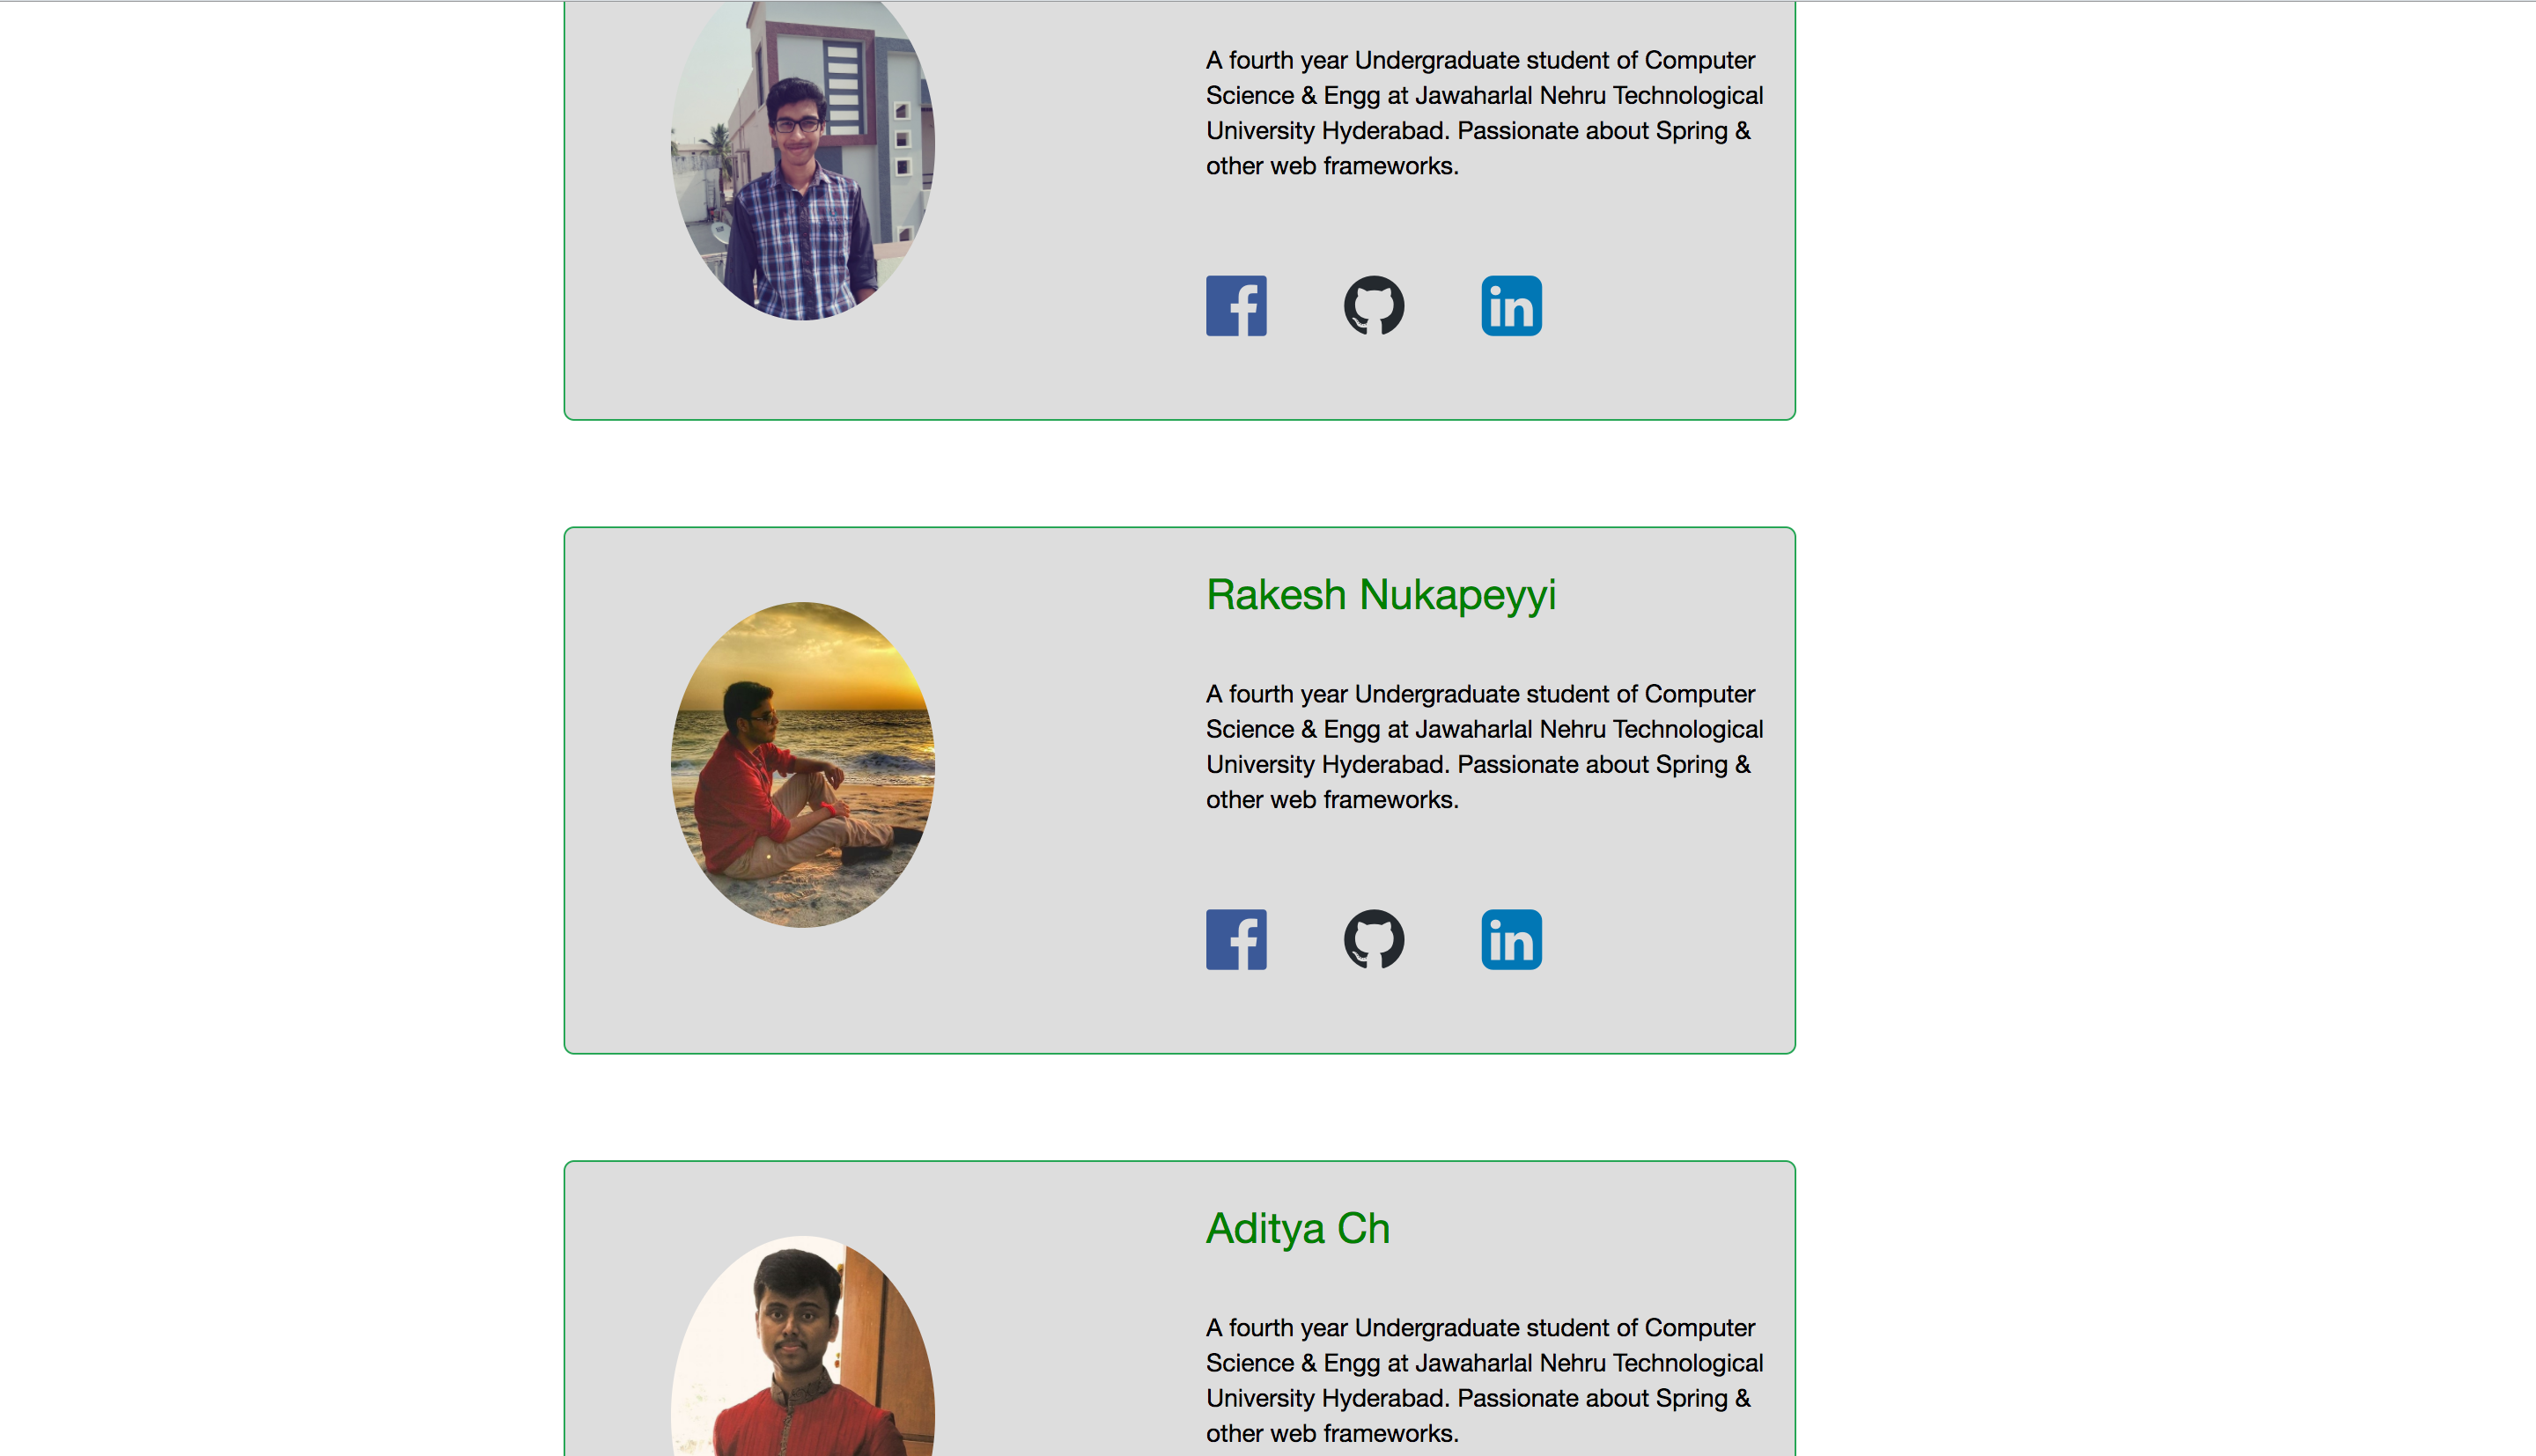 A fourth year Undergraduate student of Computer
Science & Engg at Jawaharlal Nehru Technological
University Hyderabad. Passionate about Spring &
other web frameworks.
f
in
Rakesh Nukapeyyi
A fourth year Undergraduate student of Computer
Science & Engg at Jawaharlal Nehru Technological
University Hyderabad. Passionate about Spring &
other web frameworks.
f
in
Aditya Ch
A fourth year Undergraduate student of Computer
Science & Engg at Jawaharlal Nehru Technological
University Hyderabad. Passionate about Spring &
other web frameworks.